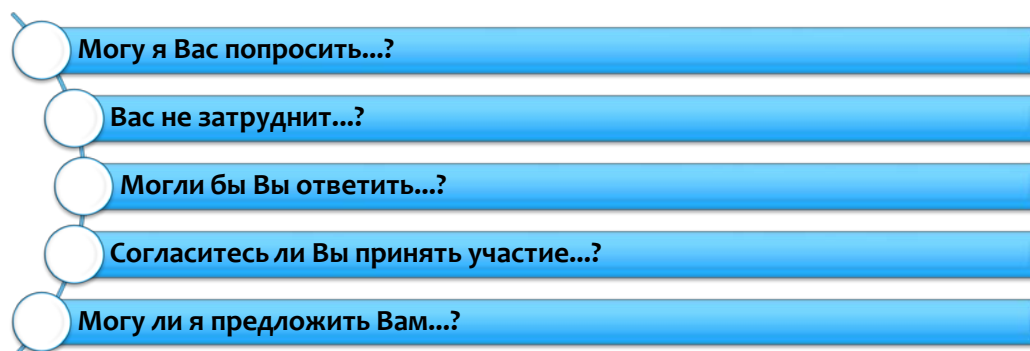 Могу я Вас попросить...?
Вас не затруднит...?
Могли бы Вы ответить...?
Согласитесь ли Вы принять участие...?
Могу ли я предложить Вам...?